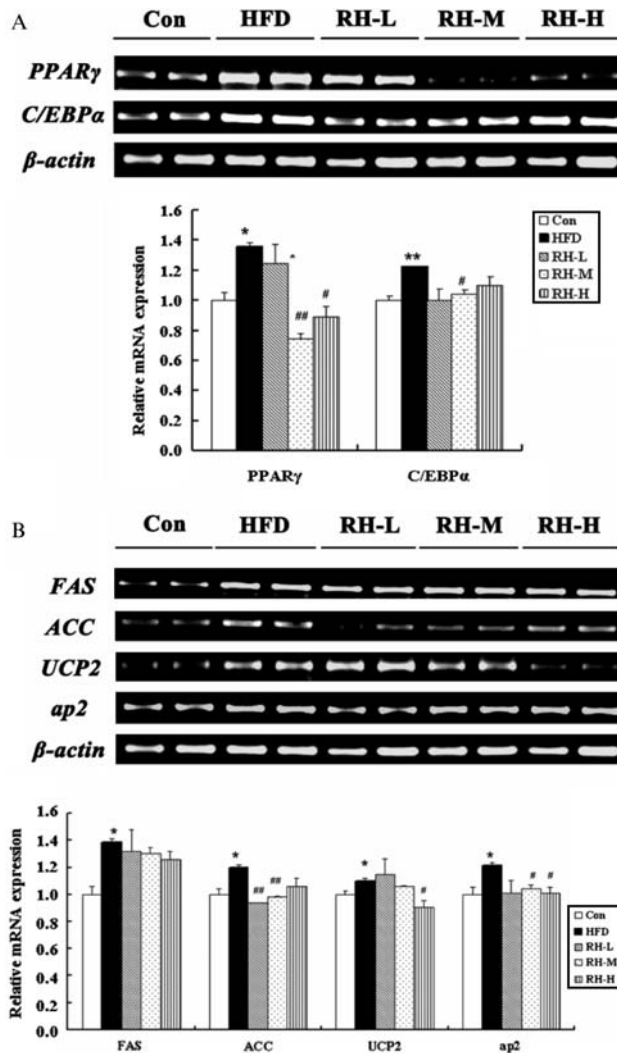 A
Con HFD RH-L RH-M RH-H
PPARγ
C/EBPα
β-actin
Relative mRNA expression
1.6
1.4
1.2
1.0
0.8
0.6
0.4
0.2
0.0
*
^
##
#
**
#
Con
HFD
RH-L
RH-M
RH-H
PPARγ C/EBPα
B
Con HFD RH-L RH-M RH-H
FAS
ACC
UCP2
ap2
β-actin
Relative mRNA expression
1.6
1.4
1.2
1.0
0.8
0.6
0.4
0.2
0.0
*
*
##
##
*
#
*
#
#
Con
HFD
RH-L
RH-M
RH-H
FAS ACC UCP2 ap2